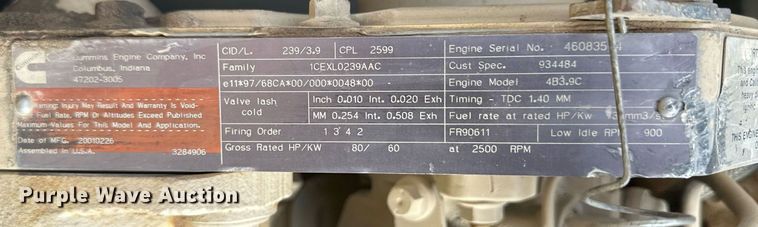 Cummins Engine Company, Inc
Columbus, Indiana
47202-3005
Warning: Injury May Result And Warranty Is Void-
Fuel Rate, RPM Or Altitudes Exceed Published
Maximum Values For This Model And Application.
Date of MFG. 20010226
Assembled in U.S.A. 3284906
CID/L. 239/3.9 CPL 2599 Engine Serial No.
Family 1CEXL0239AAC Cust Spec. 934484
e11*97/68CA*00/000*0048*00 Engine Model 4B3.9C
Valve lash cold Inch 0.010 Int. 0.020 Exh Timing - TDC 1.40 MM
MM 0.254 Int. 0.508 Exh Fuel rate at rated HP/KW mm3/s
Firing Order 1 3 4 2 FR90611 Low Idle RPM 900
Gross Rated HP/Kw 80/ 60 at 2500 RPM
Purple Wave Auction